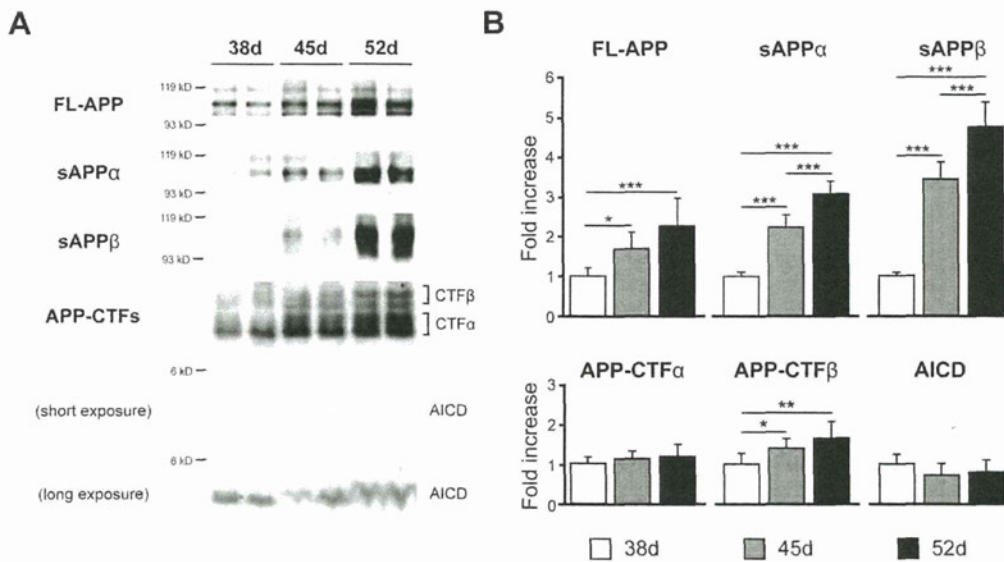 A
38d 45d 52d
FL-APP
119 kD
93 kD
sAPPα
119 kD
93 kD
sAPPβ
119 kD
93 kD
APP-CTFs
CTFβ
CTFα
6 kD
(short exposure)
AICD
6 kD
(long exposure)
AICD
B
FL-APP sAPPα sAPPβ
Fold increase
6
5
4
3
2
1
0
* *** *** *** *** *** *** ***
APP-CTFα APP-CTFβ AICD
Fold increase
3
2
1
0
* **
38d 45d 52d